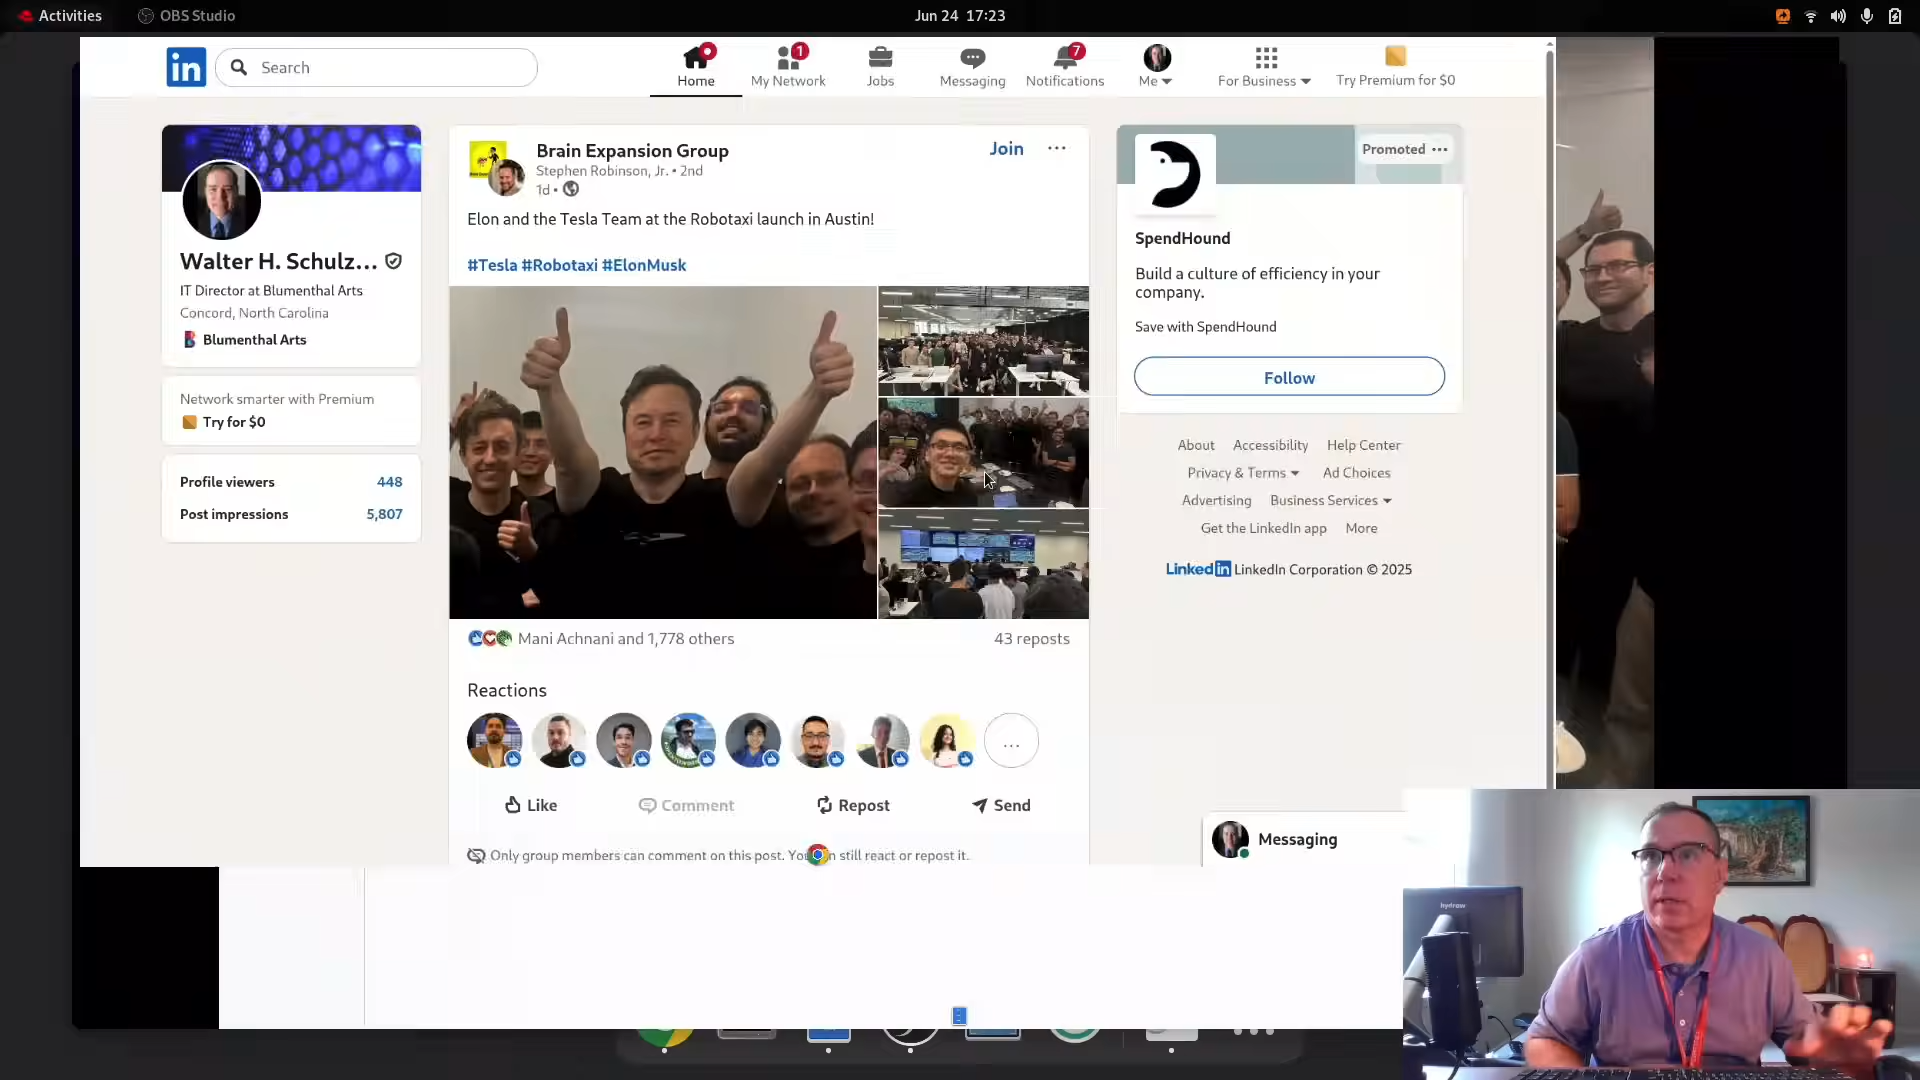 Activities
OBS Studio
Jun 24 17:23
in
Search
Home
1
My Network
Jobs
Messaging
7
Notifications
Me
For Business
Try Premium for $0
Walter H. Schulz...
IT Director at Blumenthal Arts
Concord, North Carolina
Blumenthal Arts
Network smarter with Premium
Try for $0
Profile viewers 448
Post impressions 5,807
Brain Expansion Group
Stephen Robinson, Jr. • 2nd
1d •
Join
Elon and the Tesla Team at the Robotaxi launch in Austin!
#Tesla #Robotaxi #ElonMusk
Mani Achnani and 1,778 others
43 reposts
Reactions
...
Like
Comment
Repost
Send
Only group members can comment on this post. You n still react or repost it.
Promoted
SpendHound
Build a culture of efficiency in your
company.
Save with SpendHound
Follow
About Accessibility Help Center
Privacy & Terms Ad Choices
Advertising Business Services
Get the LinkedIn app More
LinkedIn LinkedIn Corporation © 2025
Messaging